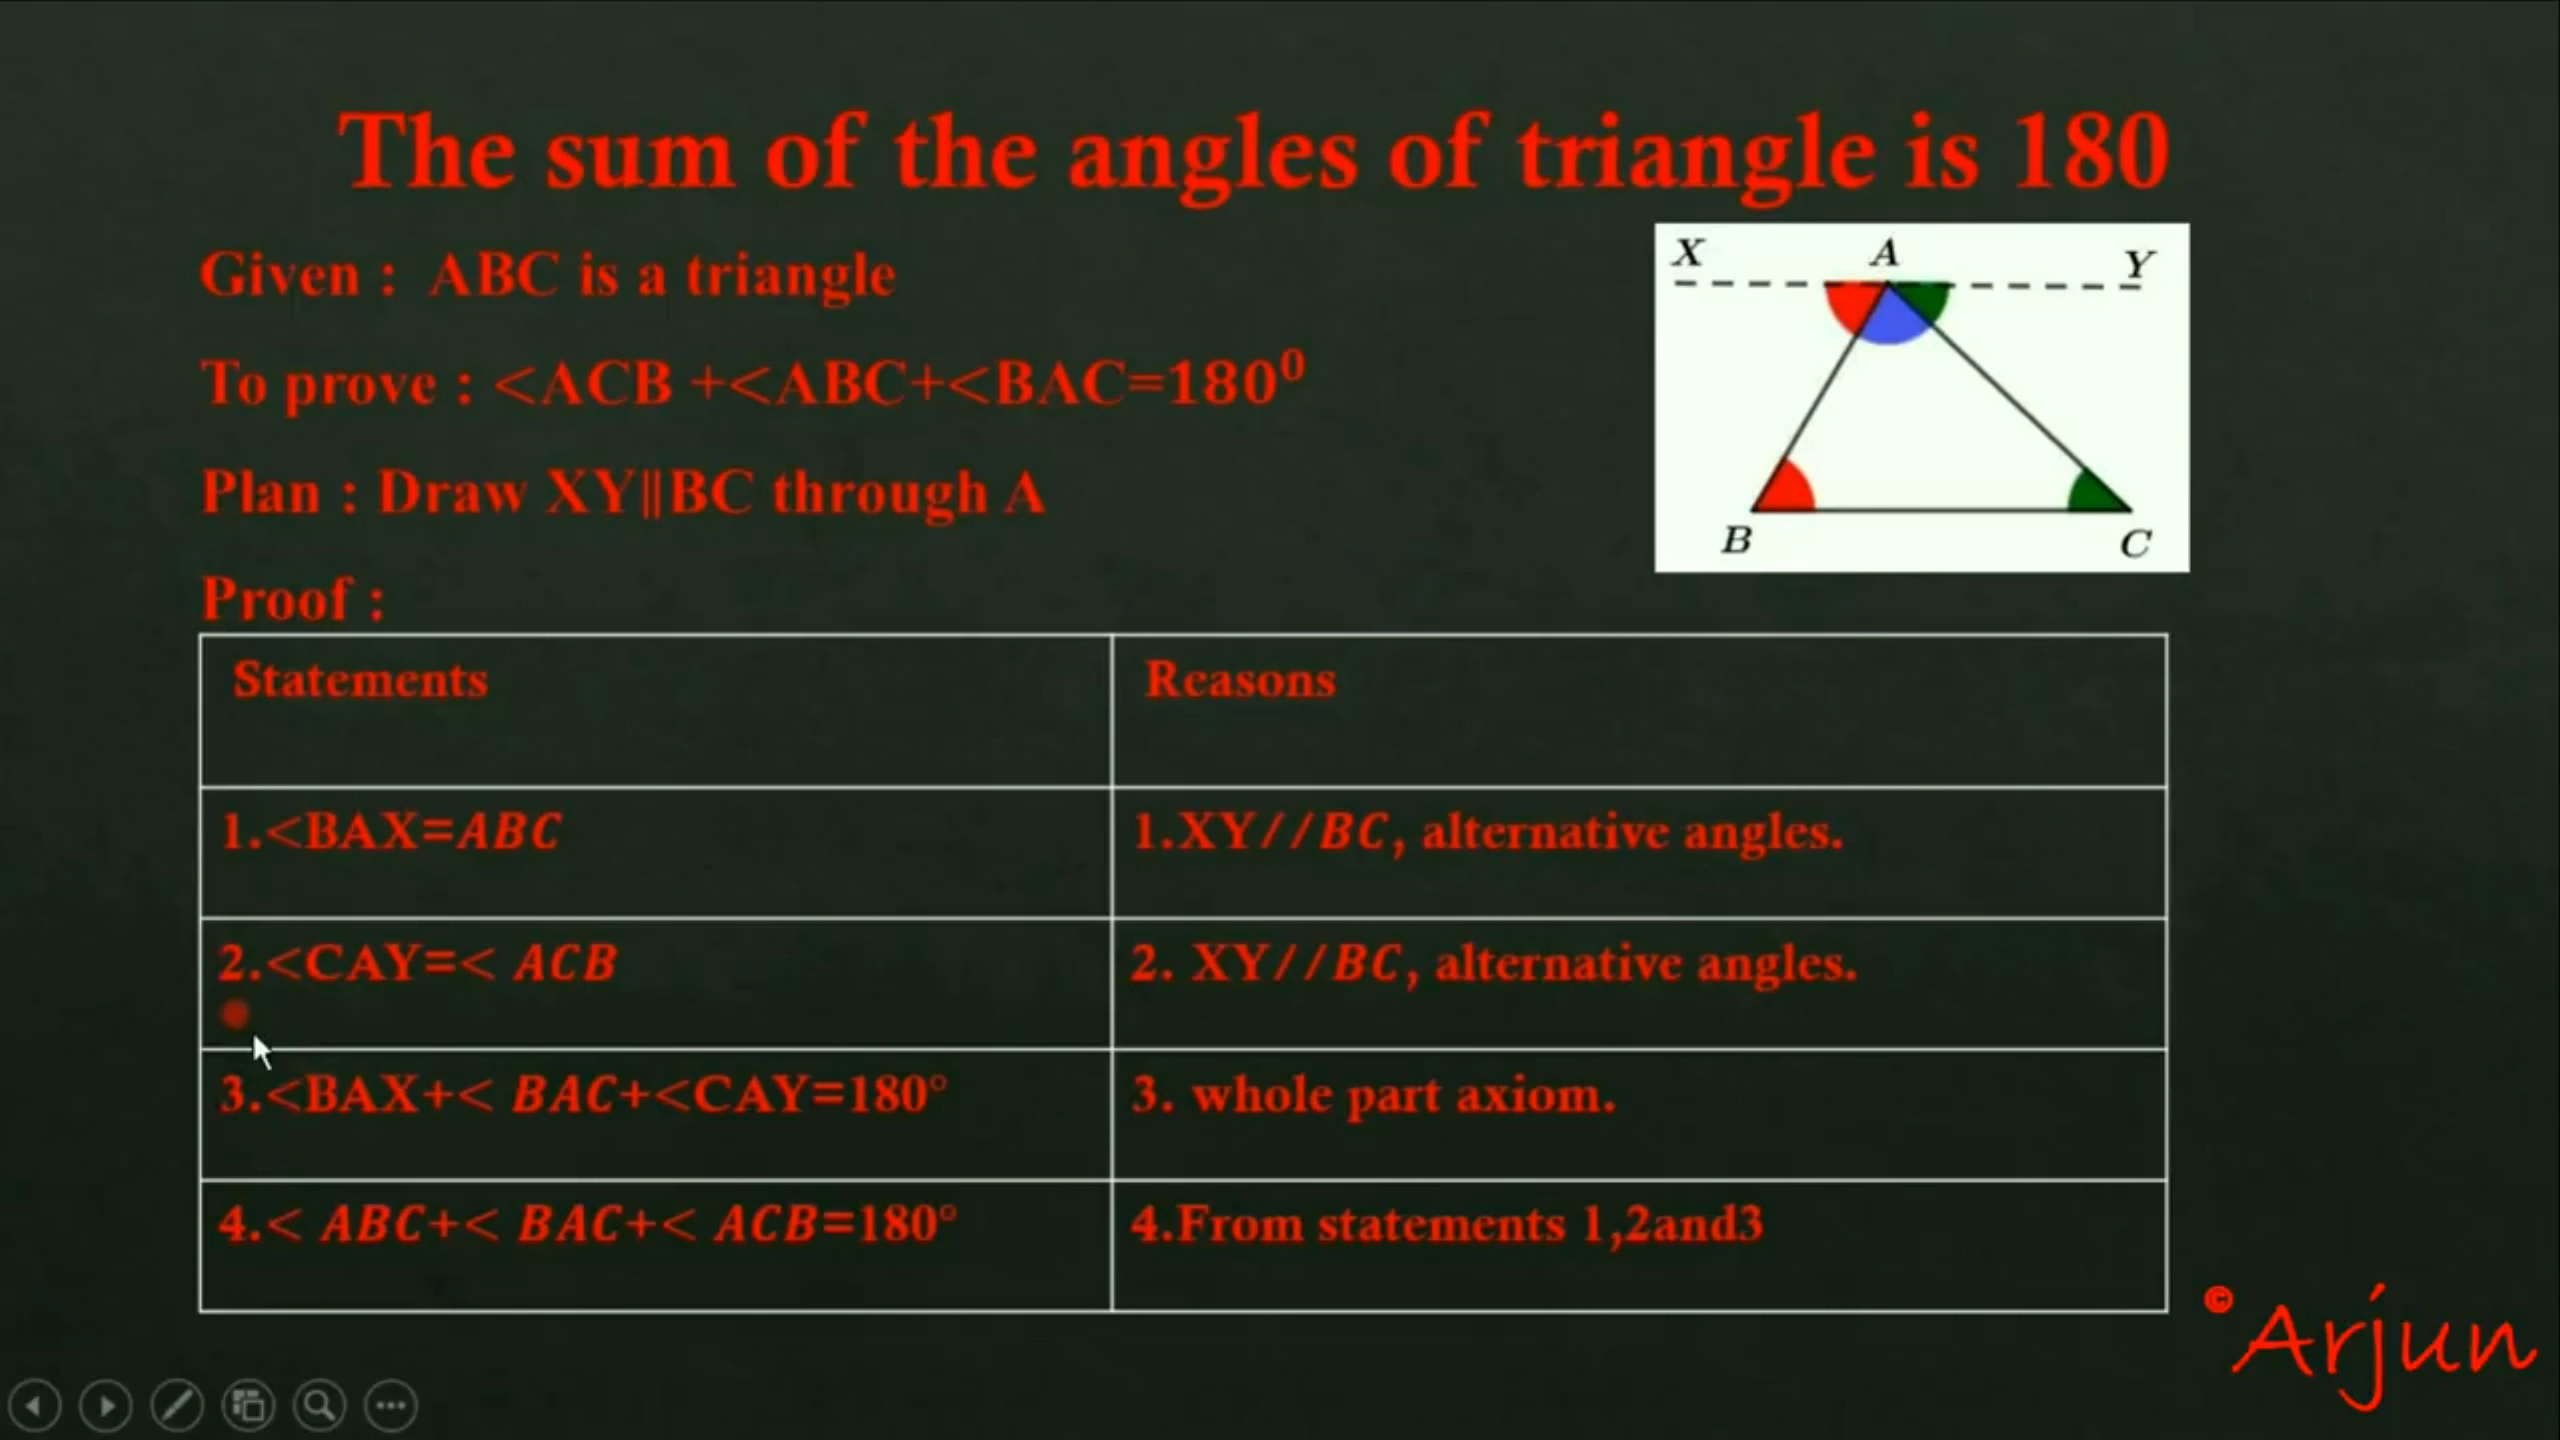 The sum of the angles of triangle is 180
Given : ABC is a triangle
To prove : <ACB +<ABC+<BAC=180⁰
Plan : Draw XY∥BC through A
X A Y
B C
Proof :
Statements Reasons
1.<BAX=ABC 1.XY//BC, alternative angles.
2.<CAY=< ACB 2. XY//BC, alternative angles.
3.<BAX+< BAC+<CAY=180° 3. whole part axiom.
4.< ABC+< BAC+< ACB=180° 4.From statements 1,2and3
©Arjun